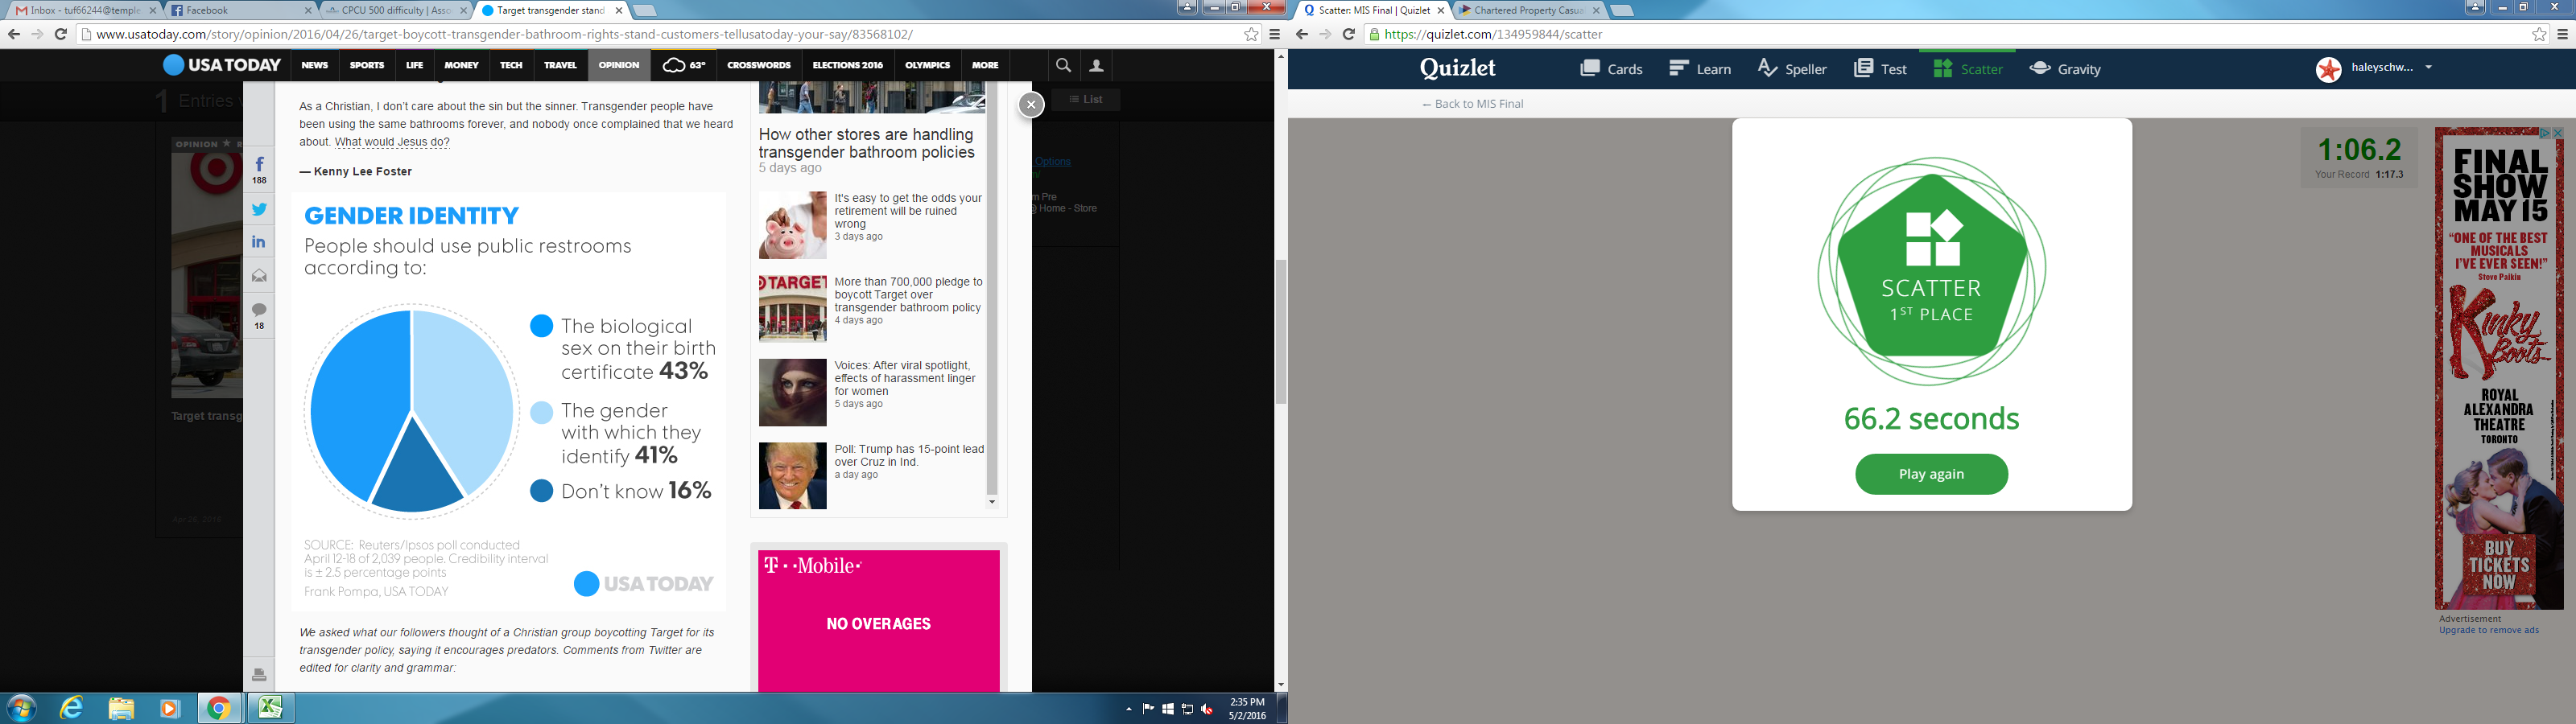 Inbox - tuf66244@temple
Facebook
CPCU 500 difficulty | Asso
Target transgender stand
www.usatoday.com/story/opinion/2016/04/26/target-boycott-transgender-bathroom-rights-stand-customers-tellusatoday-your-say/83568102/
USA TODAY
NEWS SPORTS LIFE MONEY TECH TRAVEL OPINION 63° CROSSWORDS ELECTIONS 2016 OLYMPICS MORE
1 Entries
List
OPINION
Target transg
Apr 26, 2016
Options
m Pre
@ Home - Store
188
18
As a Christian, I don't care about the sin but the sinner. Transgender people have
been using the same bathrooms forever, and nobody once complained that we heard
about. What would Jesus do?
— Kenny Lee Foster
GENDER IDENTITY
People should use public restrooms
according to:
The biological
sex on their birth
certificate 43%
The gender
with which they
identify 41%
Don't know 16%
SOURCE: Reuters/Ipsos poll conducted
April 12-18 of 2,039 people. Credibility interval
is ± 2.5 percentage points
Frank Pompa, USA TODAY
USA TODAY
We asked what our followers thought of a Christian group boycotting Target for its
transgender policy, saying it encourages predators. Comments from Twitter are
edited for clarity and grammar:
How other stores are handling
transgender bathroom policies
5 days ago
It's easy to get the odds your
retirement will be ruined
wrong
3 days ago
TARGET
More than 700,000 pledge to
boycott Target over
transgender bathroom policy
4 days ago
Voices: After viral spotlight,
effects of harassment linger
for women
5 days ago
Poll: Trump has 15-point lead
over Cruz in Ind.
a day ago
T··Mobile·
NO OVERAGES
2:35 PM
5/2/2016
Scatter: MIS Final | Quizlet
Chartered Property Casua
https://quizlet.com/134959844/scatter
Quizlet
Cards Learn Speller Test Scatter Gravity
haleyschw...
← Back to MIS Final
SCATTER
1ST PLACE
66.2 seconds
Play again
1:06.2
Your Record 1:17.3
FINAL
SHOW
MAY 15
"ONE OF THE BEST
MUSICALS
I'VE EVER SEEN!"
Steve Paikin
Kinky
Boots
ROYAL
ALEXANDRA
THEATRE
TORONTO
BUY
TICKETS
NOW
Advertisement
Upgrade to remove ads